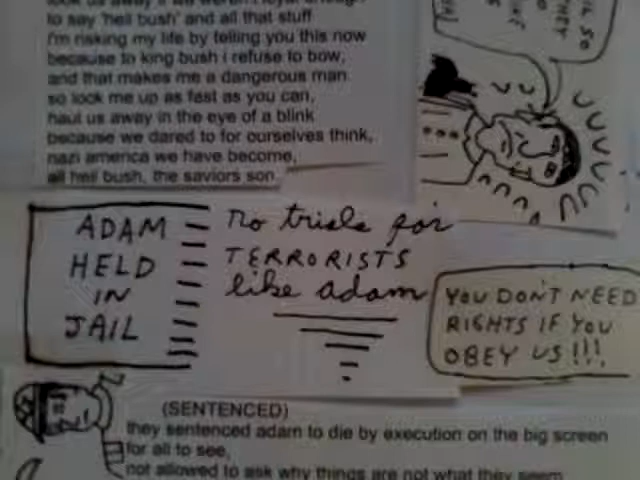 to say 'heil bush' and all that stuff
I'm risking my life by telling you this now
because to king bush i refuse to bow,
and that makes me a dangerous man
so lock me up as fast as you can,
haul us away in the eye of a blink
because we dared to for ourselves think,
nazi america we have become,
all heil bush, the saviors son.
ADAM
HELD
IN
JAIL
no trials for
TERRORISTS
like adam
YOU DON'T NEED
RIGHTS IF YOU
OBEY US!!!
(SENTENCED)
they sentenced adam to die by execution on the big screen
for all to see,
not allowed to ask why things are not what they seem